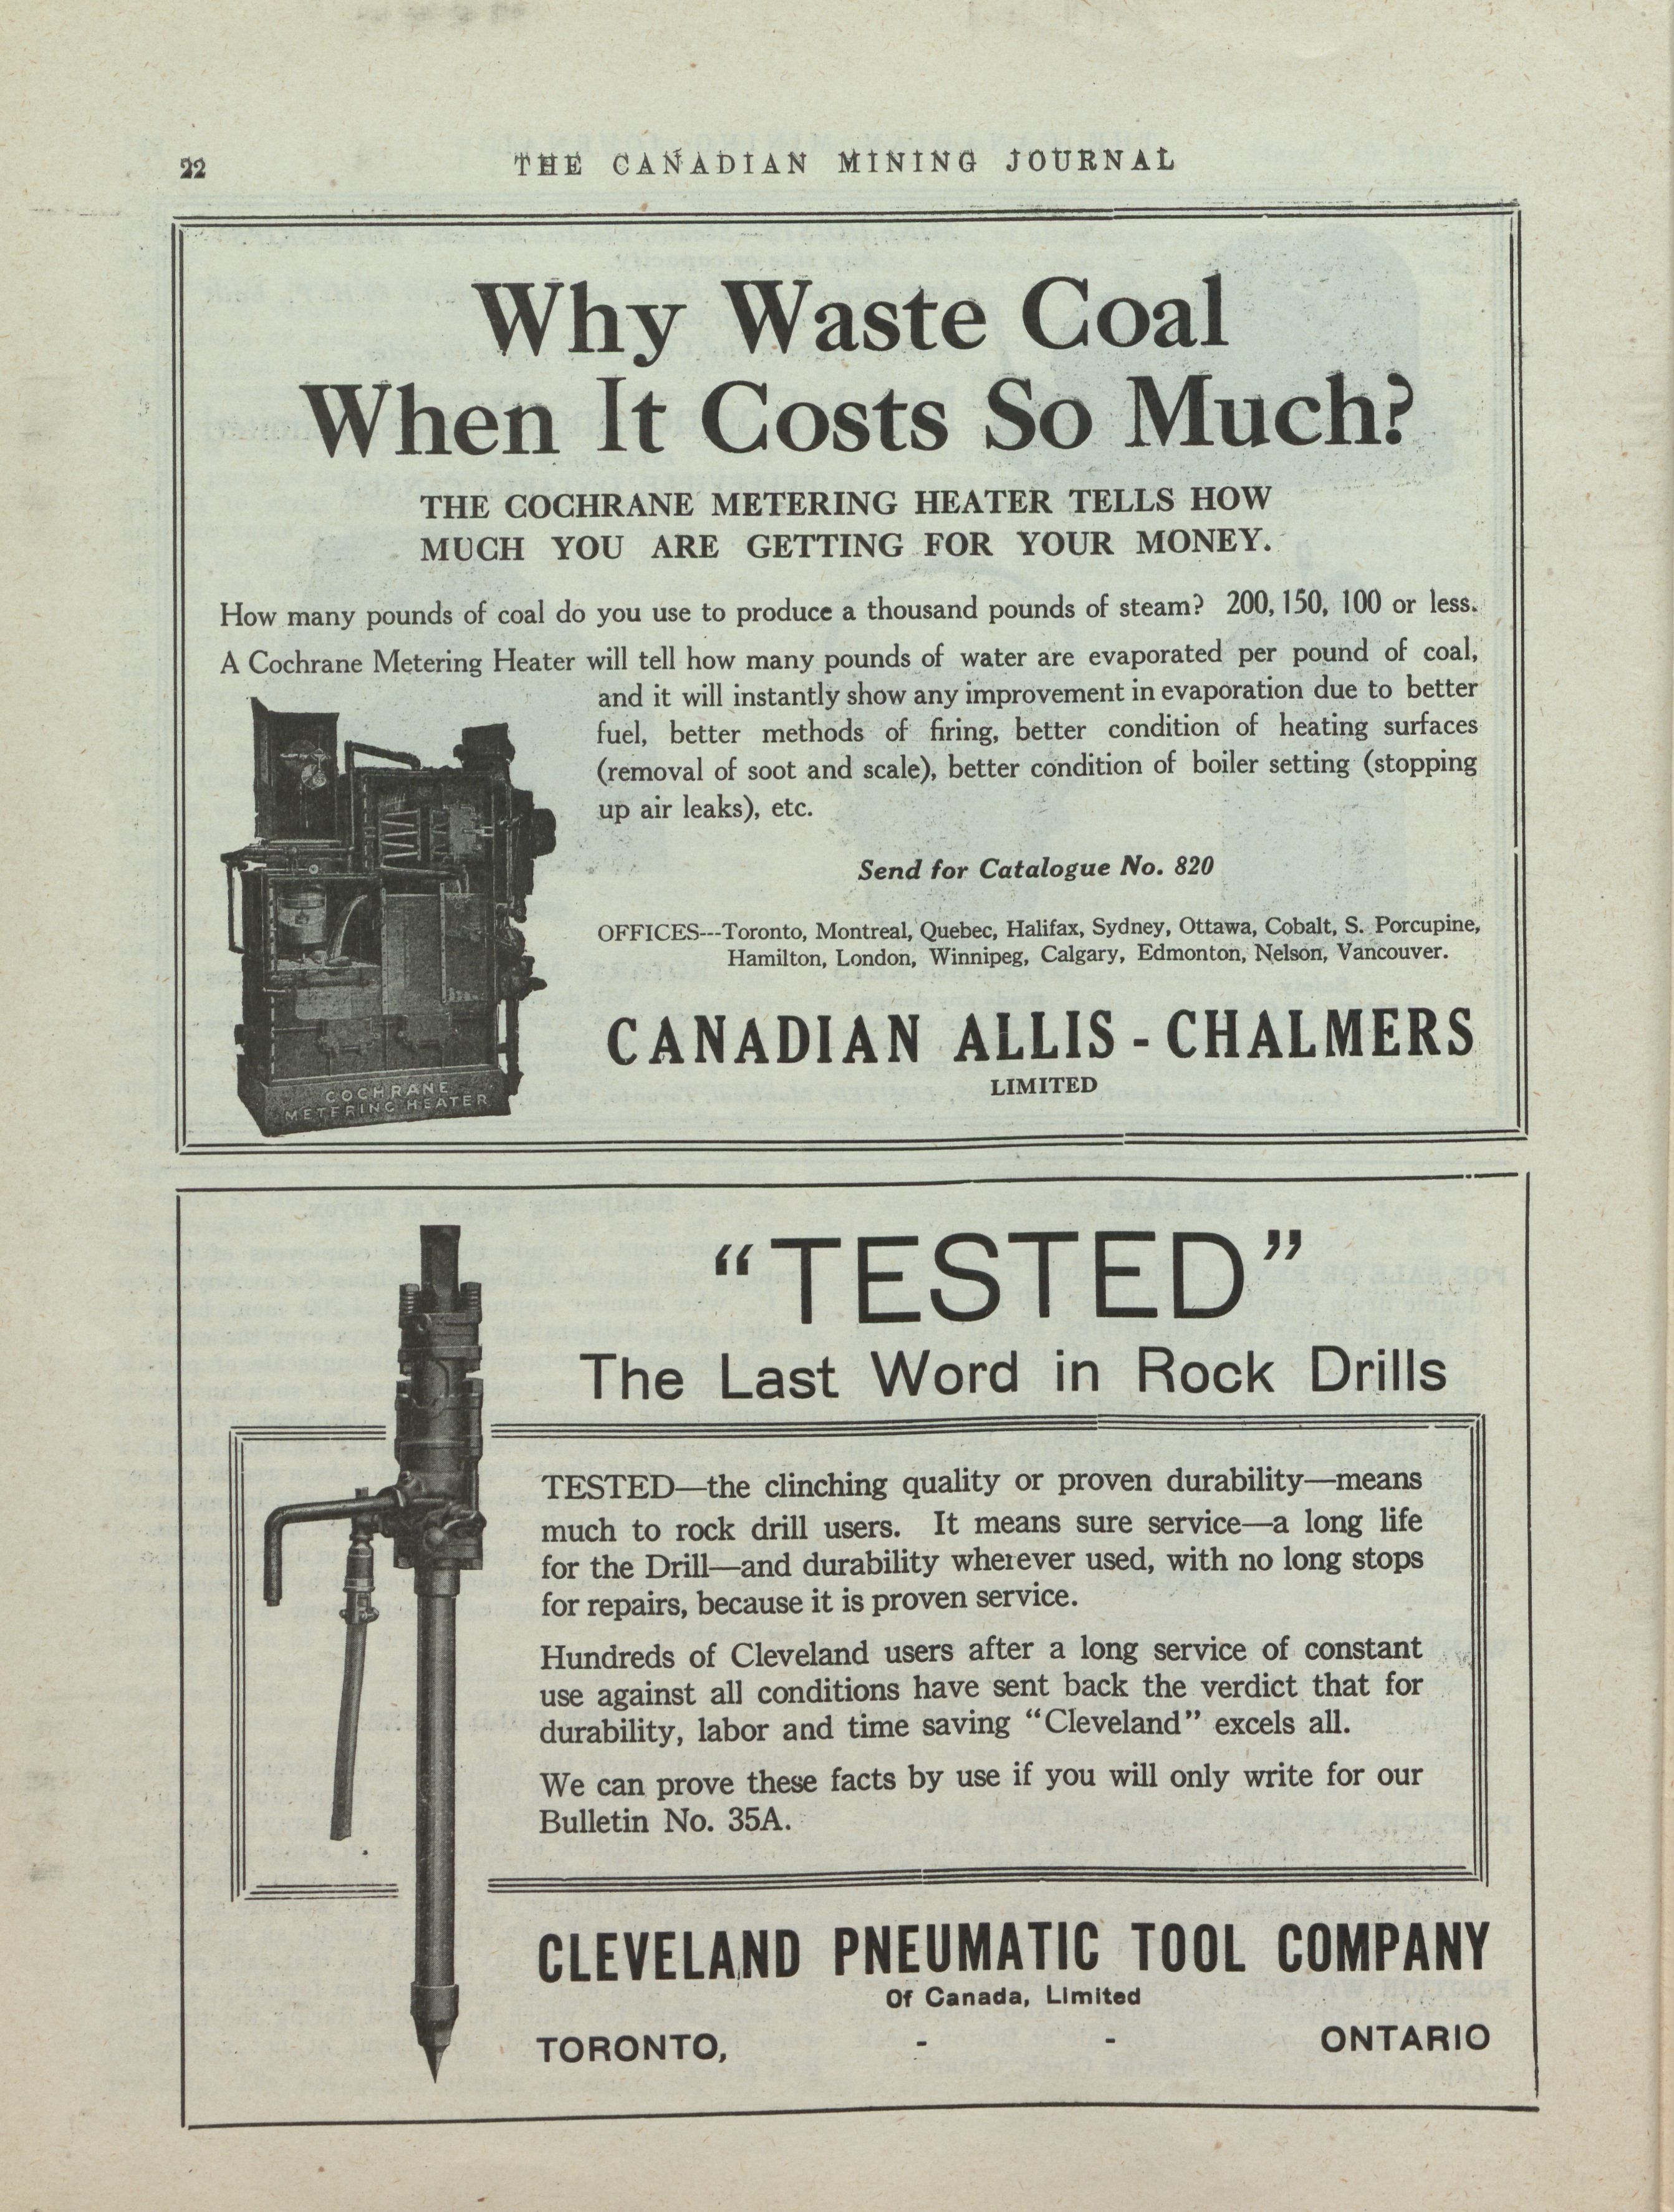 22
THE CANADIAN MINING JOURNAL
Why Waste Coal
When It Costs So Much?
THE COCHRANE METERING HEATER TELLS HOW
MUCH YOU ARE GETTING FOR YOUR MONEY.
How many pounds of coal do you use to produce a thousand pounds of steam? 200, 150, 100 or less.
A Cochrane Metering Heater will tell how many pounds of water are evaporated per pound of coal,
and it will instantly show any improvement in evaporation due to better
fuel, better methods of firing, better condition of heating surfaces
(removal of soot and scale), better condition of boiler setting (stopping
up air leaks), etc.
Send for Catalogue No. 820
OFFICES---Toronto, Montreal, Quebec, Halifax, Sydney, Ottawa, Cobalt, S. Porcupine,
Hamilton, London, Winnipeg, Calgary, Edmonton, Nelson, Vancouver.
CANADIAN ALLIS - CHALMERS
LIMITED
COCHRANE
METERING HEATER
“TESTED”
The Last Word in Rock Drills
TESTED—the clinching quality or proven durability—means
much to rock drill users. It means sure service—a long life
for the Drill—and durability wherever used, with no long stops
for repairs, because it is proven service.
Hundreds of Cleveland users after a long service of constant
use against all conditions have sent back the verdict that for
durability, labor and time saving “Cleveland” excels all.
We can prove these facts by use if you will only write for our
Bulletin No. 35A.
CLEVELAND PNEUMATIC TOOL COMPANY
Of Canada, Limited
TORONTO, - - ONTARIO